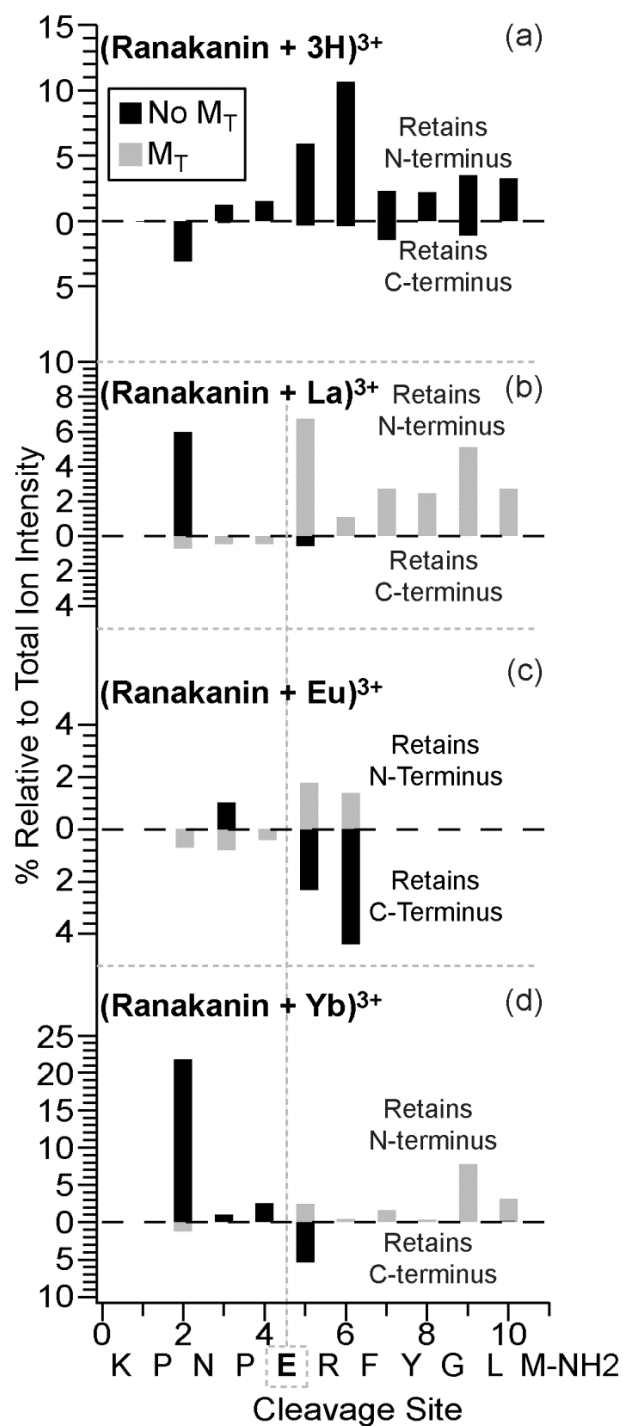 15
(Ranakanin + 3H)3+ (a)
10
No MT
MT
Retains
N-terminus
5
0
Retains
C-terminus
5
10
(Ranakanin + La)3+ (b)
8
Retains
N-terminus
6
4
2
0
Retains
C-terminus
2
4
% Relative to Total Ion Intensity
(c)
(Ranakanin + Eu)3+
4
Retains
N-Terminus
2
0
Retains
C-Terminus
2
4
(Ranakanin + Yb)3+ (d)
25
20
15
Retains
N-terminus
10
5
0
Retains
C-terminus
5
10
0 2 4 6 8 10
K P N P E R F Y G L M-NH2
Cleavage Site